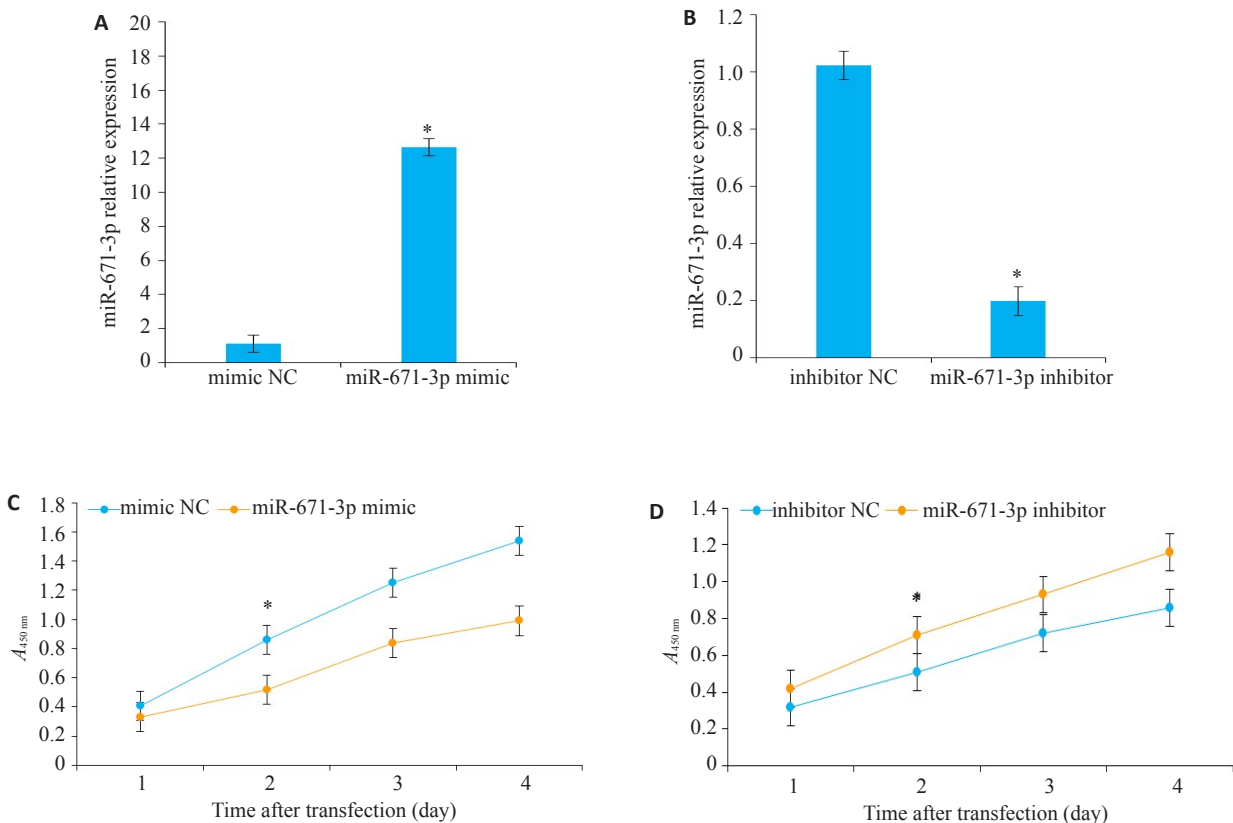 A
miR-671-3p relative expression
20
18
16
14
12
10
8
6
4
2
0
*
mimic NC miR-671-3p mimic
B
miR-671-3p relative expression
1.2
1.0
0.8
0.6
0.4
0.2
0
*
inhibitor NC miR-671-3p inhibitor
C
mimic NC miR-671-3p mimic
A450 nm
1.8
1.6
1.4
1.2
1.0
0.8
0.6
0.4
0.2
0
*
1 2 3 4
Time after transfection (day)
D
inhibitor NC miR-671-3p inhibitor
A450 nm
1.4
1.2
1.0
0.8
0.6
0.4
0.2
0
*
1 2 3 4
Time after transfection (day)